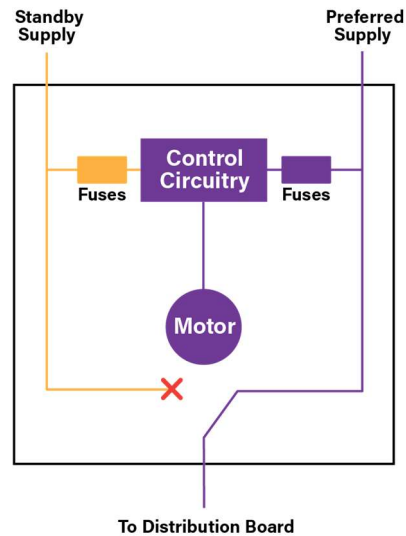 Standby
Supply
Preferred
Supply
Control
Circuitry
Fuses
Fuses
Motor
To Distribution Board